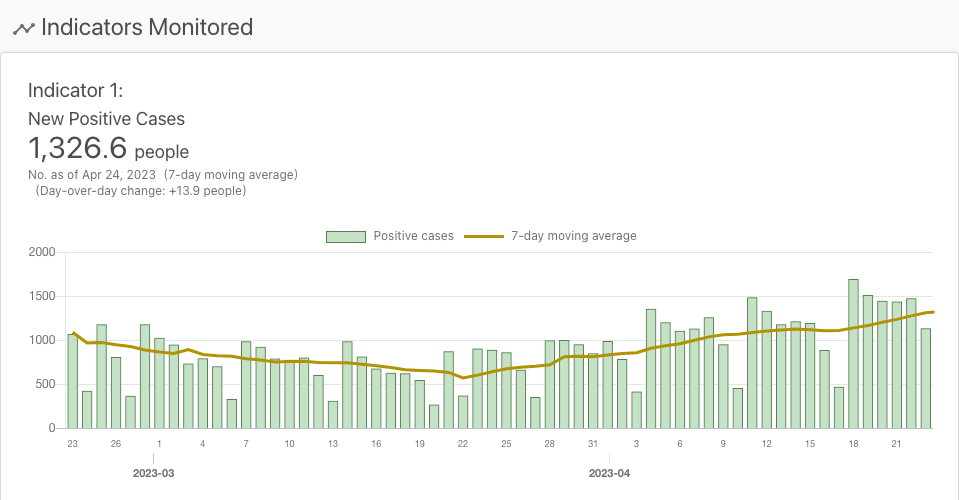 Indicators Monitored
Indicator 1:
New Positive Cases
1,326.6 people
No. as of Apr 24, 2023 (7-day moving average)
(Day-over-day change: +13.9 people)
Positive cases 7-day moving average
2000
1500
1000
500
0
23 26 1 4 7 10 13 16 19 22 25 28 31 3 6 9 12 15 18 21
2023-03 2023-04